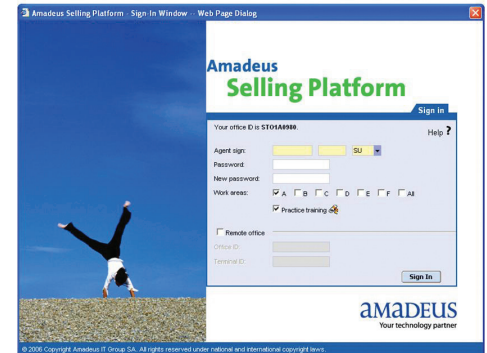 Amadeus Selling Platform - Sign-In Window -- Web Page Dialog
Amadeus
Selling Platform
Sign in
Your office ID is STO1A0980.
Help ?
Agent sign: SU
Password:
New password:
Work areas: A B C D E F All
Practice training
Remote office
Office ID:
Terminal ID:
Sign In
amadeus
Your technology partner
© 2006 Copyright Amadeus IT Group SA. All rights reserved under national and international copyright laws.